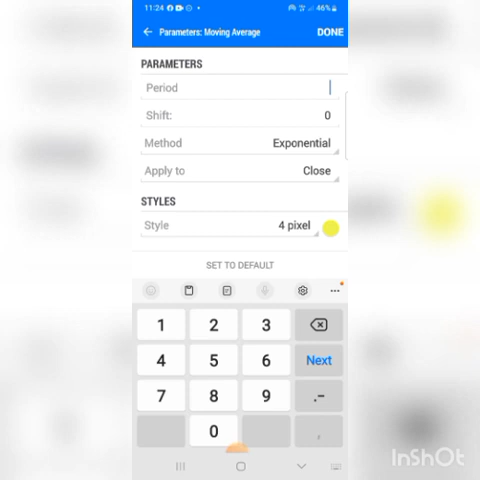 11:24
46%
Parameters: Moving Average
DONE
PARAMETERS
Period
Shift: 0
Method Exponential
Apply to Close
STYLES
Style 4 pixel
SET TO DEFAULT
1 2 3
4 5 6 Next
7 8 9 .-
0 ,
InShOt